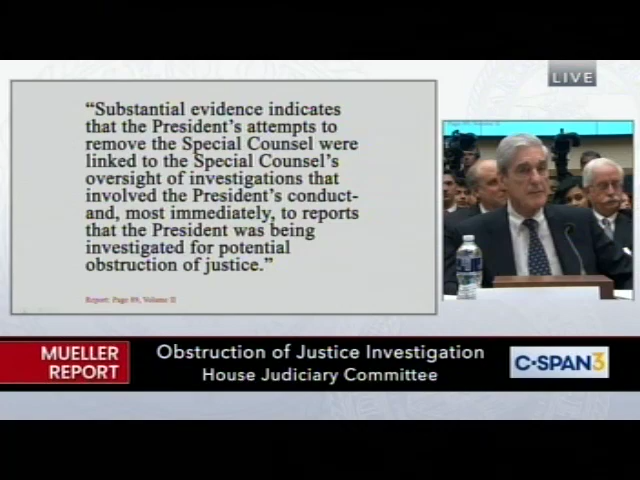 LIVE
“Substantial evidence indicates
that the President’s attempts to
remove the Special Counsel were
linked to the Special Counsel’s
oversight of investigations that
involved the President’s conduct-
and, most immediately, to reports
that the President was being
investigated for potential
obstruction of justice.”
Report: Page 89, Volume II
MUELLER
REPORT
Obstruction of Justice Investigation
House Judiciary Committee
C-SPAN3